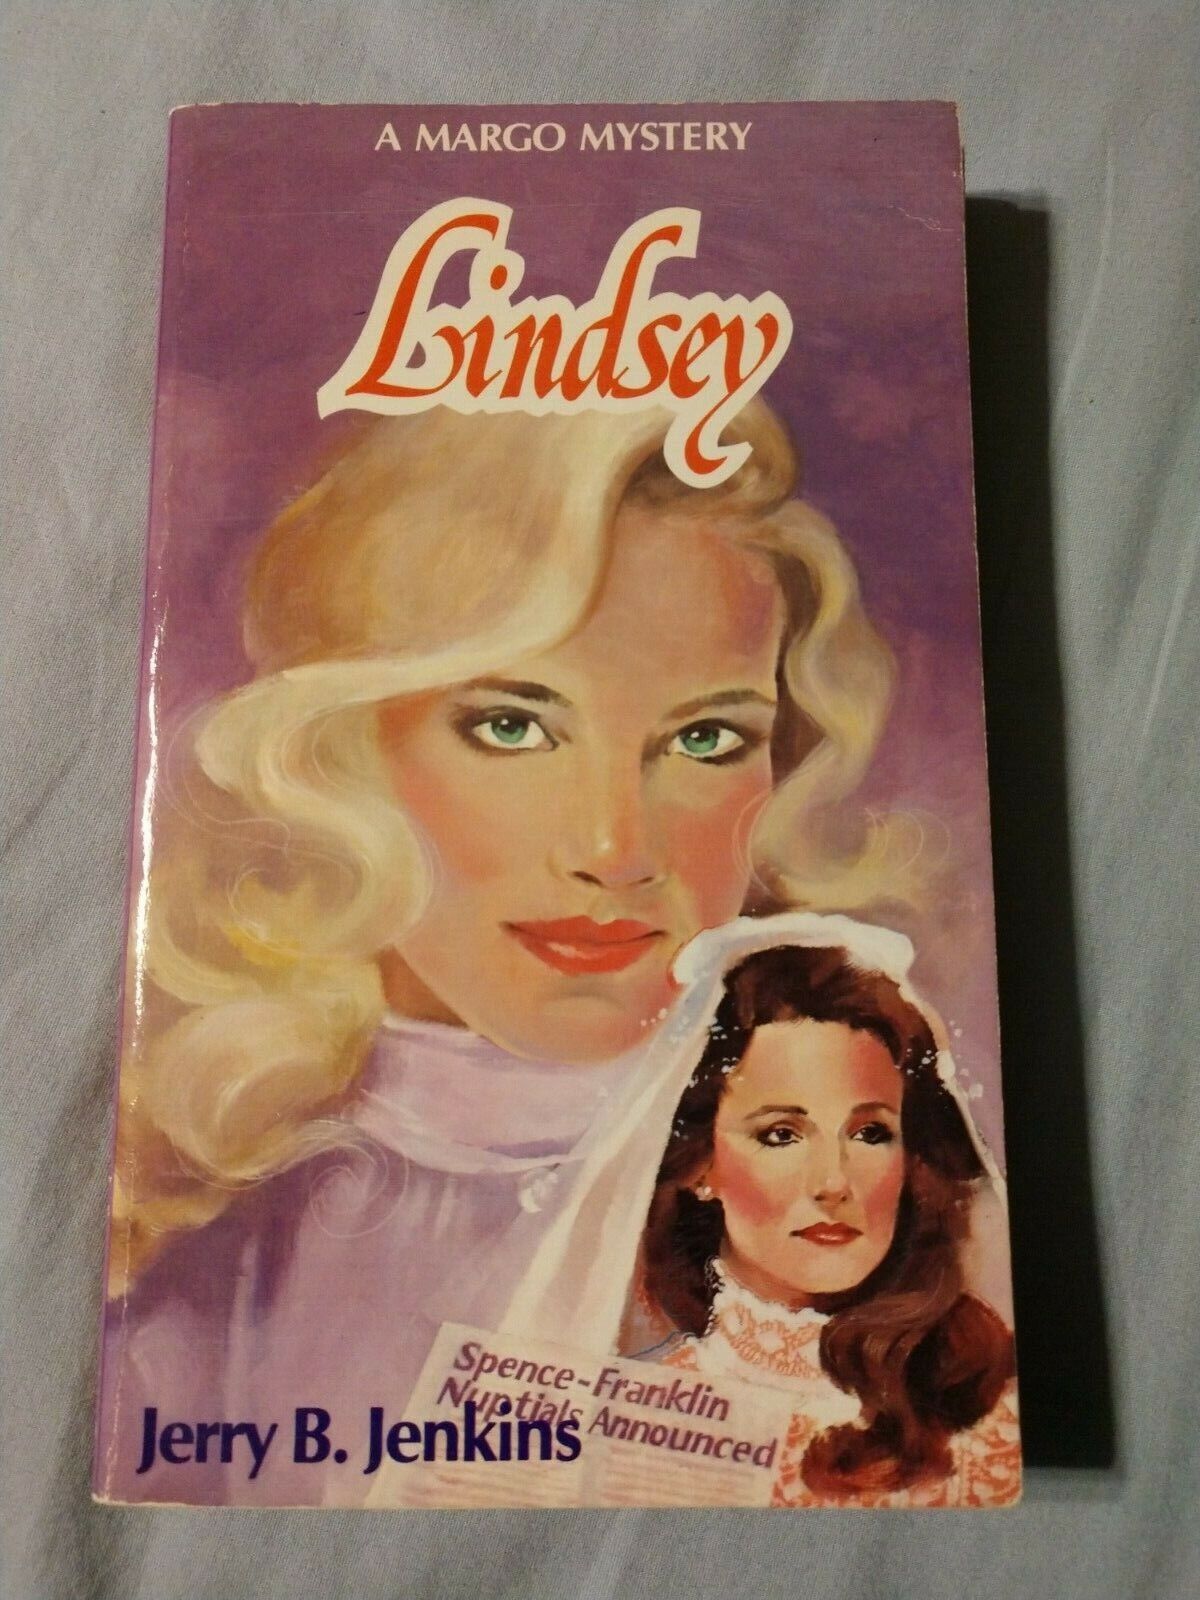 A MARGO MYSTERY
Lindsey
Spence-Franklin
Nuptials Announced
Jerry B. Jenkins